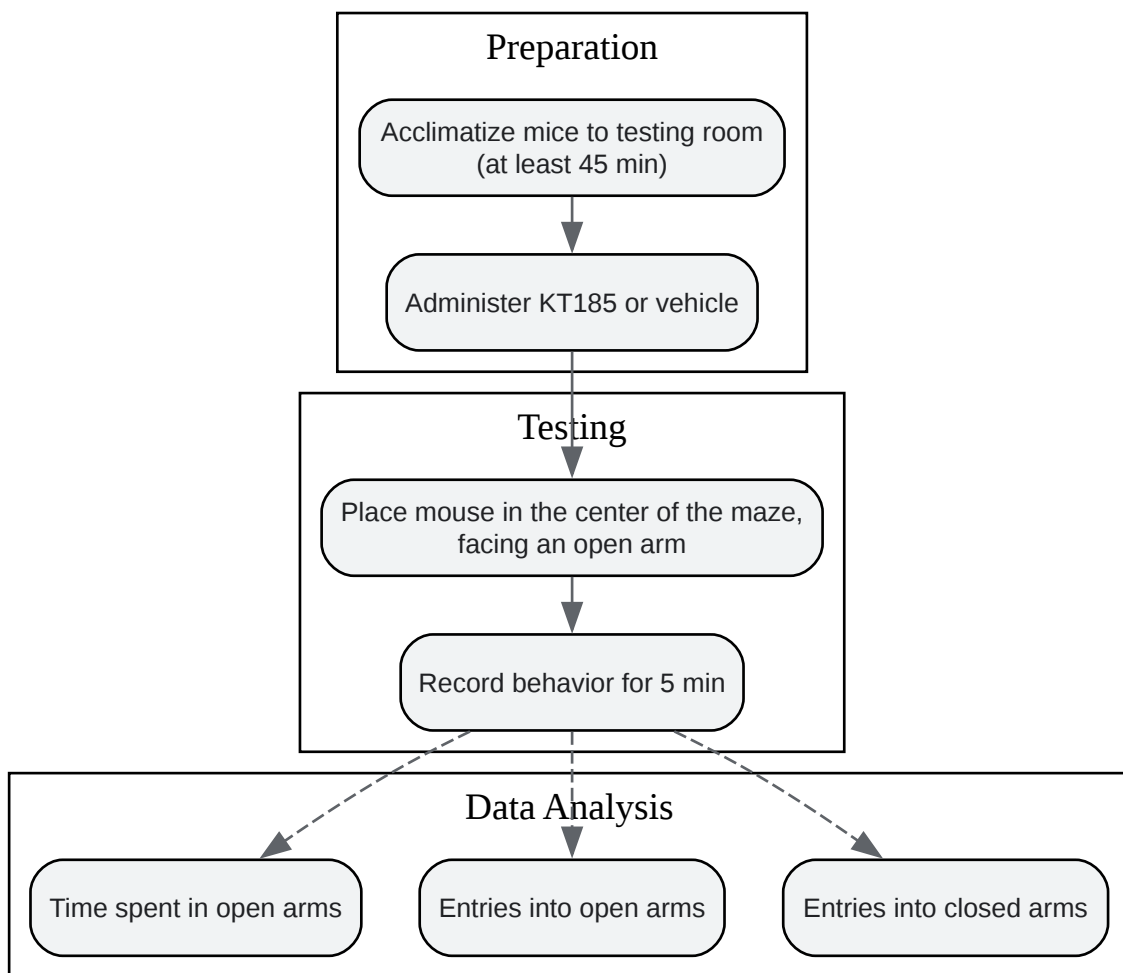 Preparation
Acclimatize mice to testing room
(at least 45 min)
Administer KT185 or vehicle
Testing
Place mouse in the center of the maze,
facing an open arm
Record behavior for 5 min
Data Analysis
Time spent in open arms
Entries into open arms
Entries into closed arms